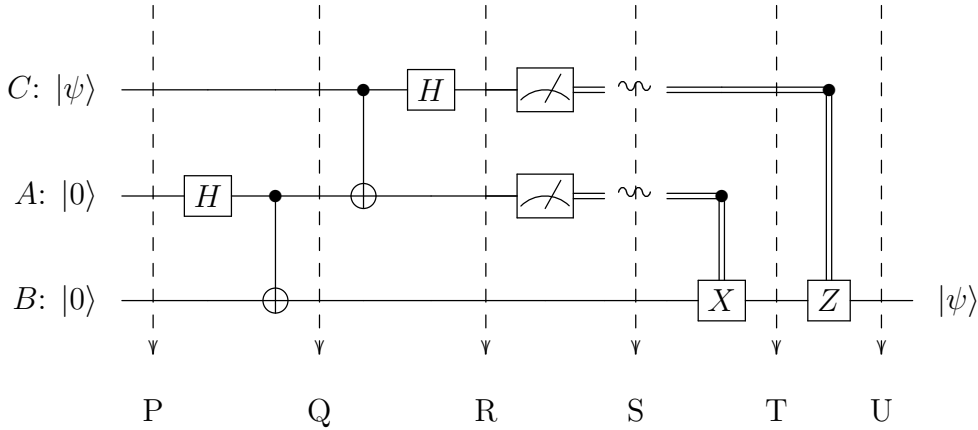 C: |ψ⟩ H
A: |0⟩ H
B: |0⟩ X Z |ψ⟩
P Q R S T U